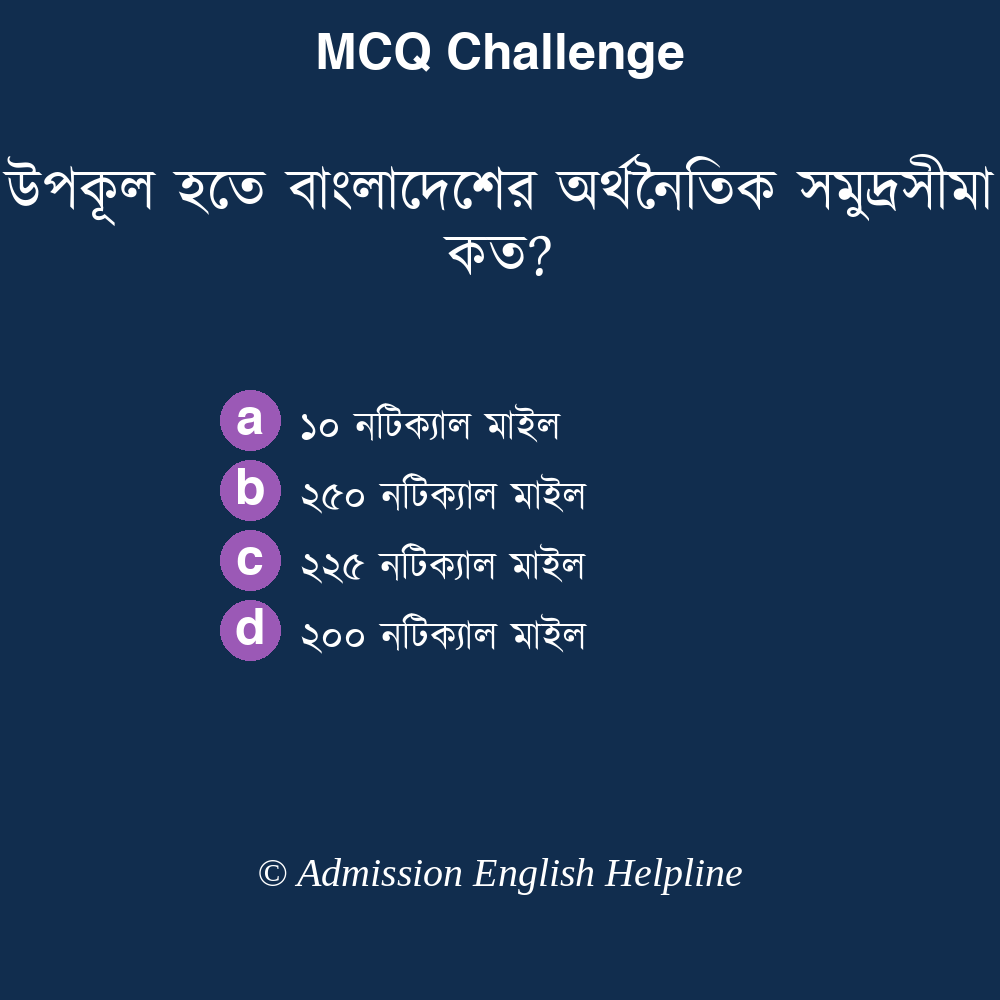 MCQ Challenge
উপকূল হতে বাংলাদেশের অর্থনৈতিক সমুদ্রসীমা
কত?
a ১০ নটিক্যাল মাইল
b ২৫০ নটিক্যাল মাইল
c ২২৫ নটিক্যাল মাইল
d ২০০ নটিক্যাল মাইল
© Admission English Helpline